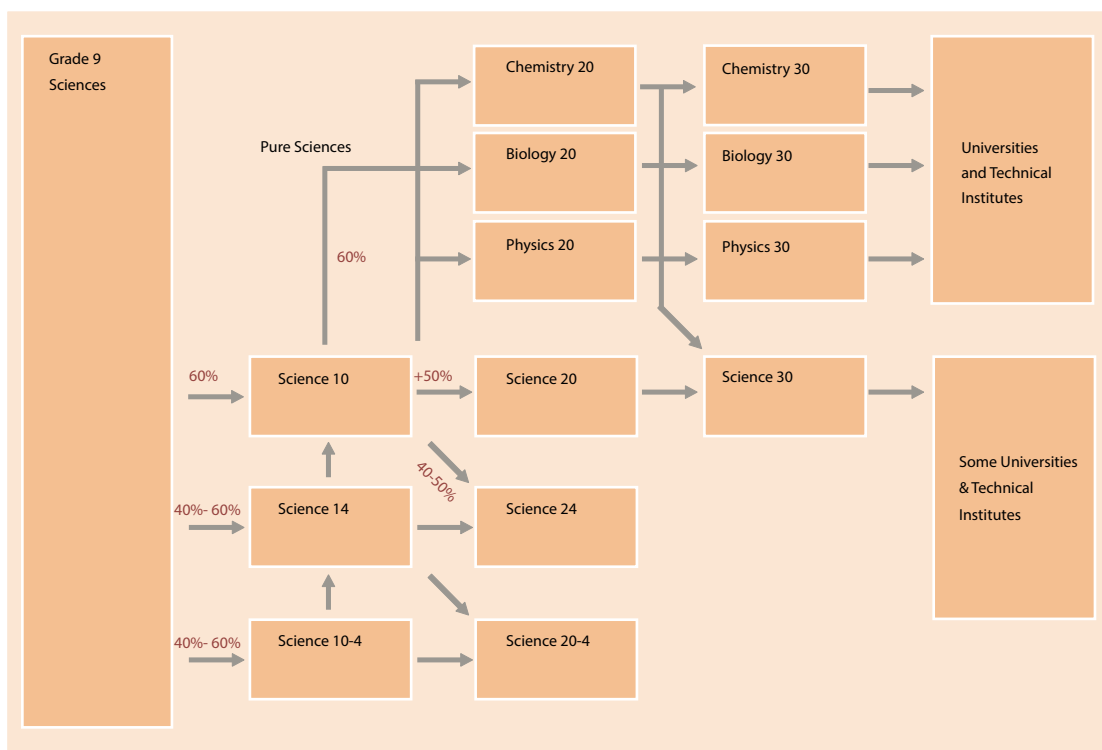 Grade 9
Sciences
Pure Sciences
60%
Chemistry 20
Chemistry 30
Biology 20
Biology 30
Physics 20
Physics 30
Universities
and Technical
Institutes
60%
Science 10
+50%
Science 20
Science 30
40-50%
40%- 60%
Science 14
Science 24
Some Universities
& Technical
Institutes
40%- 60%
Science 10-4
Science 20-4